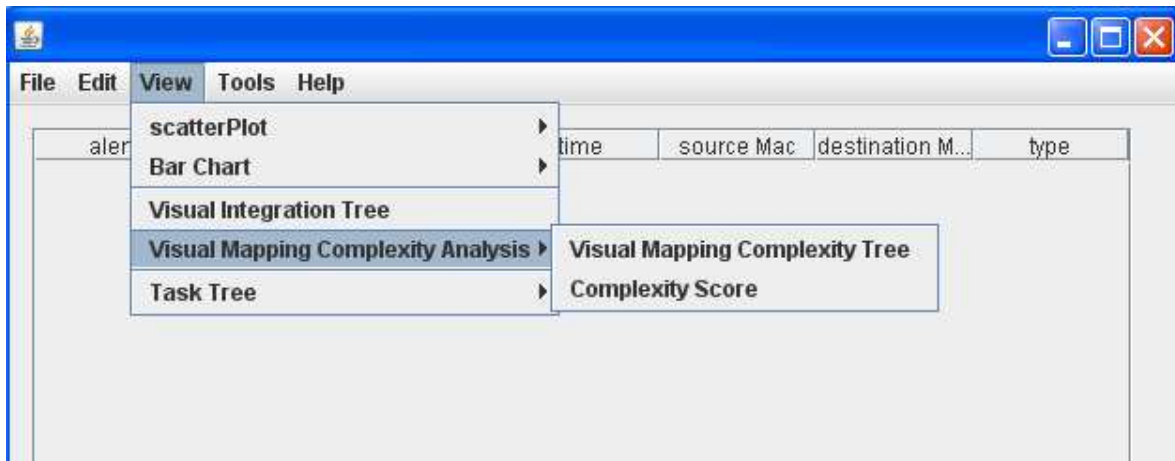 File Edit View Tools Help
scatterPlot
Bar Chart
Visual Integration Tree
Visual Mapping Complexity Analysis
Task Tree
Visual Mapping Complexity Tree
Complexity Score
time source Mac destination M... type